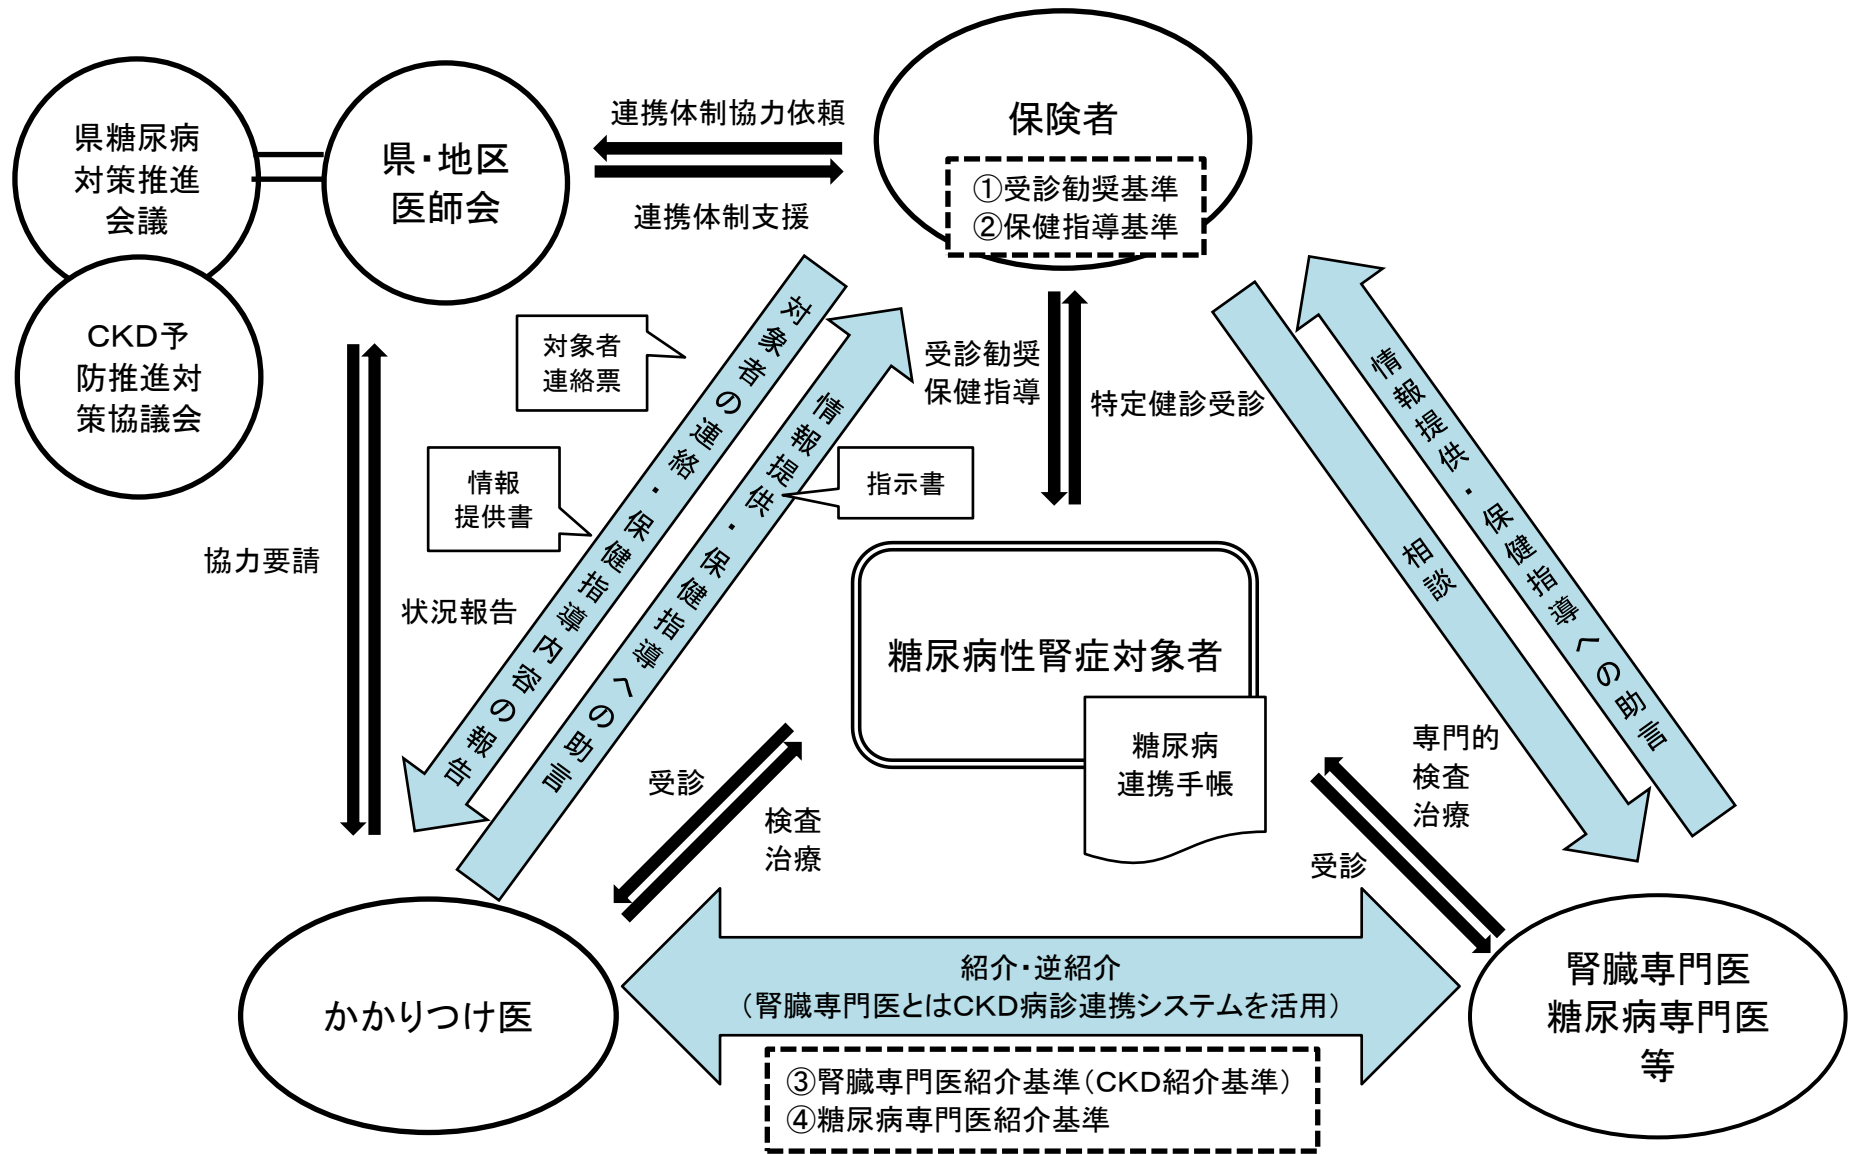 県糖尿病
対策推進
会議
県・地区
医師会
連携体制協力依頼
連携体制支援
保険者
①受診勧奨基準
②保健指導基準
CKD予
防推進対
策協議会
対象者
連絡票
情報
提供書
指示書
対象者の連絡・保健指導内容の報告
情報提供・保健指導への助言
受診勧奨
保健指導
特定健診受診
相談
情報提供・保健指導への助言
協力要請
状況報告
糖尿病性腎症対象者
糖尿病
連携手帳
受診
検査
治療
専門的
検査
治療
受診
かかりつけ医
紹介・逆紹介
（腎臓専門医とはCKD病診連携システムを活用）
腎臓専門医
糖尿病専門医
等
③腎臓専門医紹介基準（CKD紹介基準）
④糖尿病専門医紹介基準